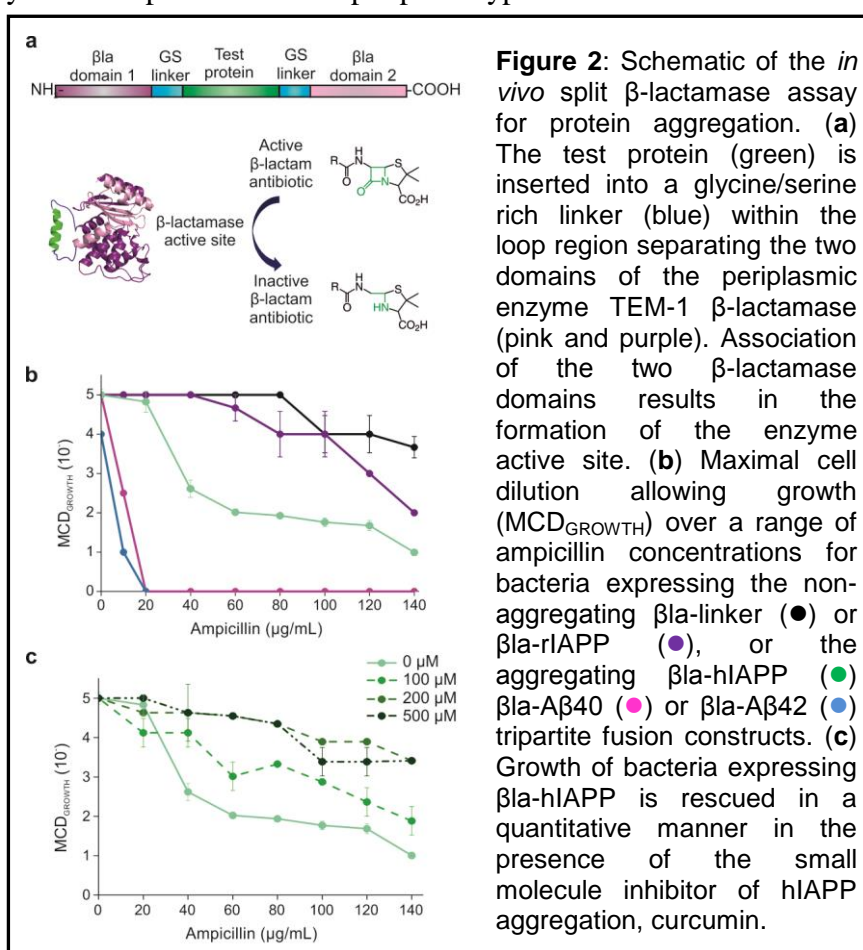 a
βla
domain 1
GS
linker
Test
protein
GS
linker
βla
domain 2
NH
COOH
Active
β-lactam
antibiotic
β-lactamase
active site
Inactive
β-lactam
antibiotic
R
H
N
O
S
N
O
CO₂H
R
H
N
O
S
HN
CO₂H
b
MCD_GROWTH (10^-)
5
4
3
2
1
0
0 20 40 60 80 100 120 140
Ampicillin (µg/mL)
c
0 µM
100 µM
200 µM
500 µM
MCD_GROWTH (10^-)
5
4
3
2
1
0
0 20 40 60 80 100 120 140
Ampicillin (µg/mL)
Figure 2: Schematic of the in
vivo split β-lactamase assay
for protein aggregation. (a)
The test protein (green) is
inserted into a glycine/serine
rich linker (blue) within the
loop region separating the two
domains of the periplasmic
enzyme TEM-1 β-lactamase
(pink and purple). Association
of the two β-lactamase
domains results in the
formation of the enzyme
active site. (b) Maximal cell
dilution allowing growth
(MCD_GROWTH) over a range of
ampicillin concentrations for
bacteria expressing the non-
aggregating βla-linker (●) or
βla-rIAPP (●), or the
aggregating βla-hIAPP (●)
βla-Aβ40 (●) or βla-Aβ42 (●)
tripartite fusion constructs. (c)
Growth of bacteria expressing
βla-hIAPP is rescued in a
quantitative manner in the
presence of the small
molecule inhibitor of hIAPP
aggregation, curcumin.